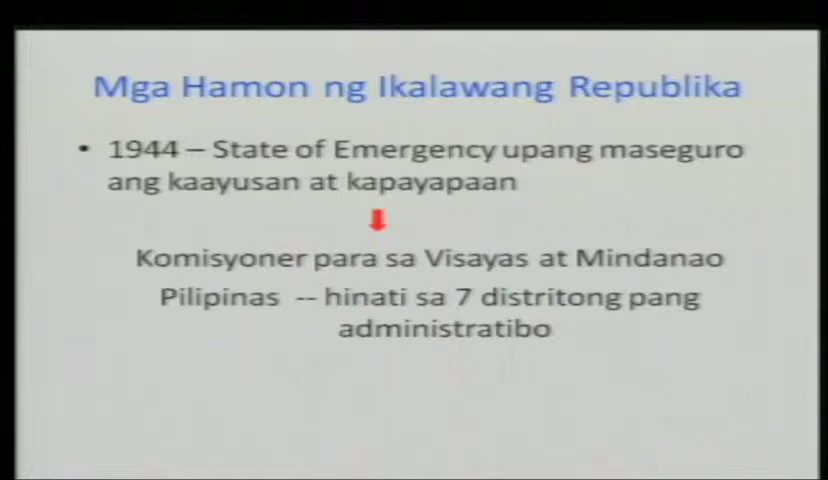 Mga Hamon ng Ikalawang Republika
• 1944 – State of Emergency upang maseguro
ang kaayusan at kapayapaan
Komisyoner para sa Visayas at Mindanao
Pilipinas -- hinati sa 7 distritong pang
administratibo